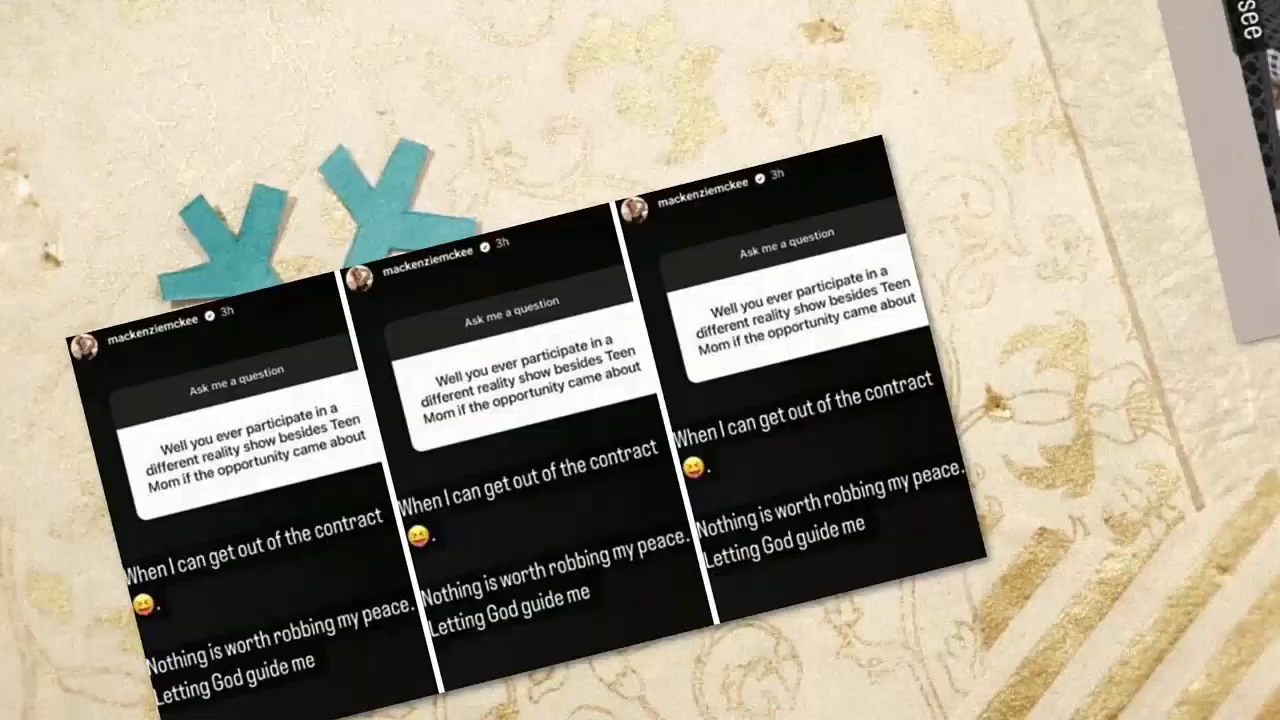 mackenziemckee 3h
Ask me a question
Well you ever participate in a
different reality show besides Teen
Mom if the opportunity came about
When I can get out of the contract
😝.
Nothing is worth robbing my peace.
Letting God guide me
mackenziemckee 3h
Ask me a question
Well you ever participate in a
different reality show besides Teen
Mom if the opportunity came about
When I can get out of the contract
😝.
Nothing is worth robbing my peace.
Letting God guide me
mackenziemckee 3h
Ask me a question
Well you ever participate in a
different reality show besides Teen
Mom if the opportunity came about
When I can get out of the contract
😝.
Nothing is worth robbing my peace.
Letting God guide me
see